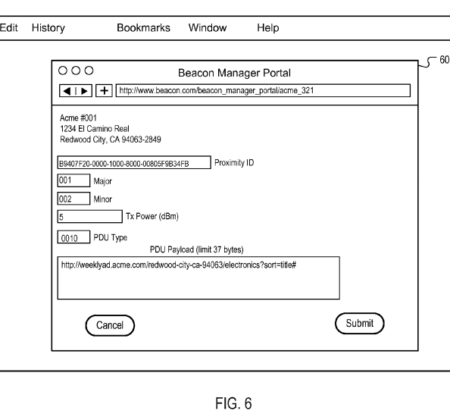 Edit History Bookmarks Window Help
60
Beacon Manager Portal
http://www.beacon.com/beacon_manager_portal/acme_321
Acme #001
1234 El Camino Real
Redwood City, CA 94063-2849
B9407F20-0000-1000-8000-00805F9B34FB Proximity ID
001 Major
002 Minor
5 Tx Power (dBm)
0010 PDU Type
PDU Payload (limit 37 bytes)
http://weeklyad.acme.com/redwood-city-ca-94063/electronics?sort=title#
Cancel Submit
FIG. 6